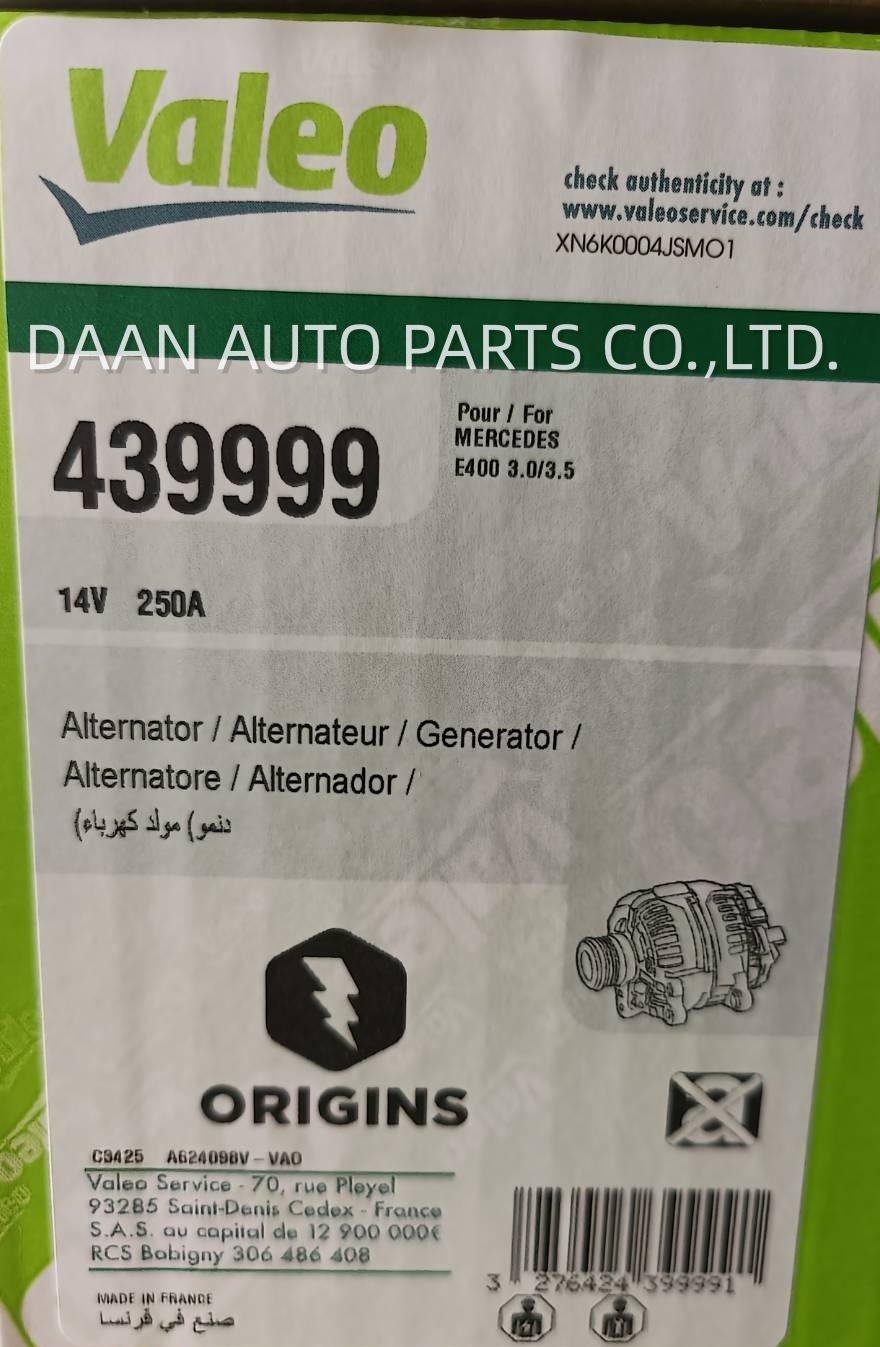 Valeo
check authenticity at :
www.valeoservice.com/check
XN6K0004JSMO1
DAAN AUTO PARTS CO.,LTD.
439999
Pour / For
MERCEDES
E400 3.0/3.5
14V 250A
Alternator / Alternateur / Generator /
Alternatore / Alternador /
دنمو) مولد كهرباء)
ORIGINS
C3425 A624098V-VA0
Valeo Service - 70, rue Pleyel
93285 Saint-Denis Cedex - France
S.A.S. au capital de 12 900 000€
RCS Bobigny 306 486 408
3 276424 399991
MADE IN FRANCE
صنع في فرنسا